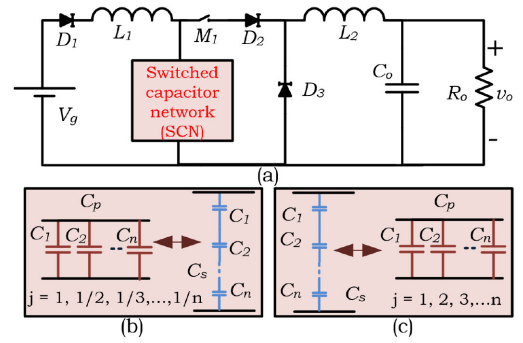 D1 L1 M1 D2 L2
Vg
Switched
capacitor
network
(SCN)
D3
Co
Ro
+
vo
-
(a)
Cp
C1 C2 Cn
C1
C2
Cs
Cn
j = 1, 1/2, 1/3,...,1/n
(b)
C1
C2
Cn
Cs
Cp
C1 C2 Cn
j = 1, 2, 3,...n
(c)